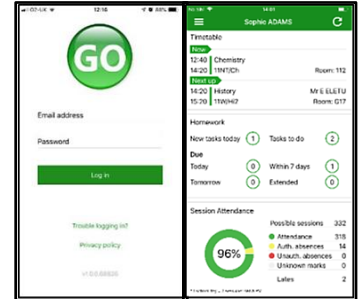 12:16
GO
Email address
Password
Log in
Trouble logging in?
Privacy policy
14:01
Sophie ADAMS
Timetable
Now
12:40 Chemistry
14:20 11NT/Ch Room: 112
Next up
14:20 History Mr E ELETU
15:20 11W/Hi2 Room: G17
Homework
New tasks today 1 Tasks to do 2
Due
Today 0 Within 7 days 1
Tomorrow 0 Extended 0
Session Attendance
Possible sessions 332
96%
Attendance 318
Auth. absences 14
Unauth. absences 0
Unknown marks 0
Lates 2